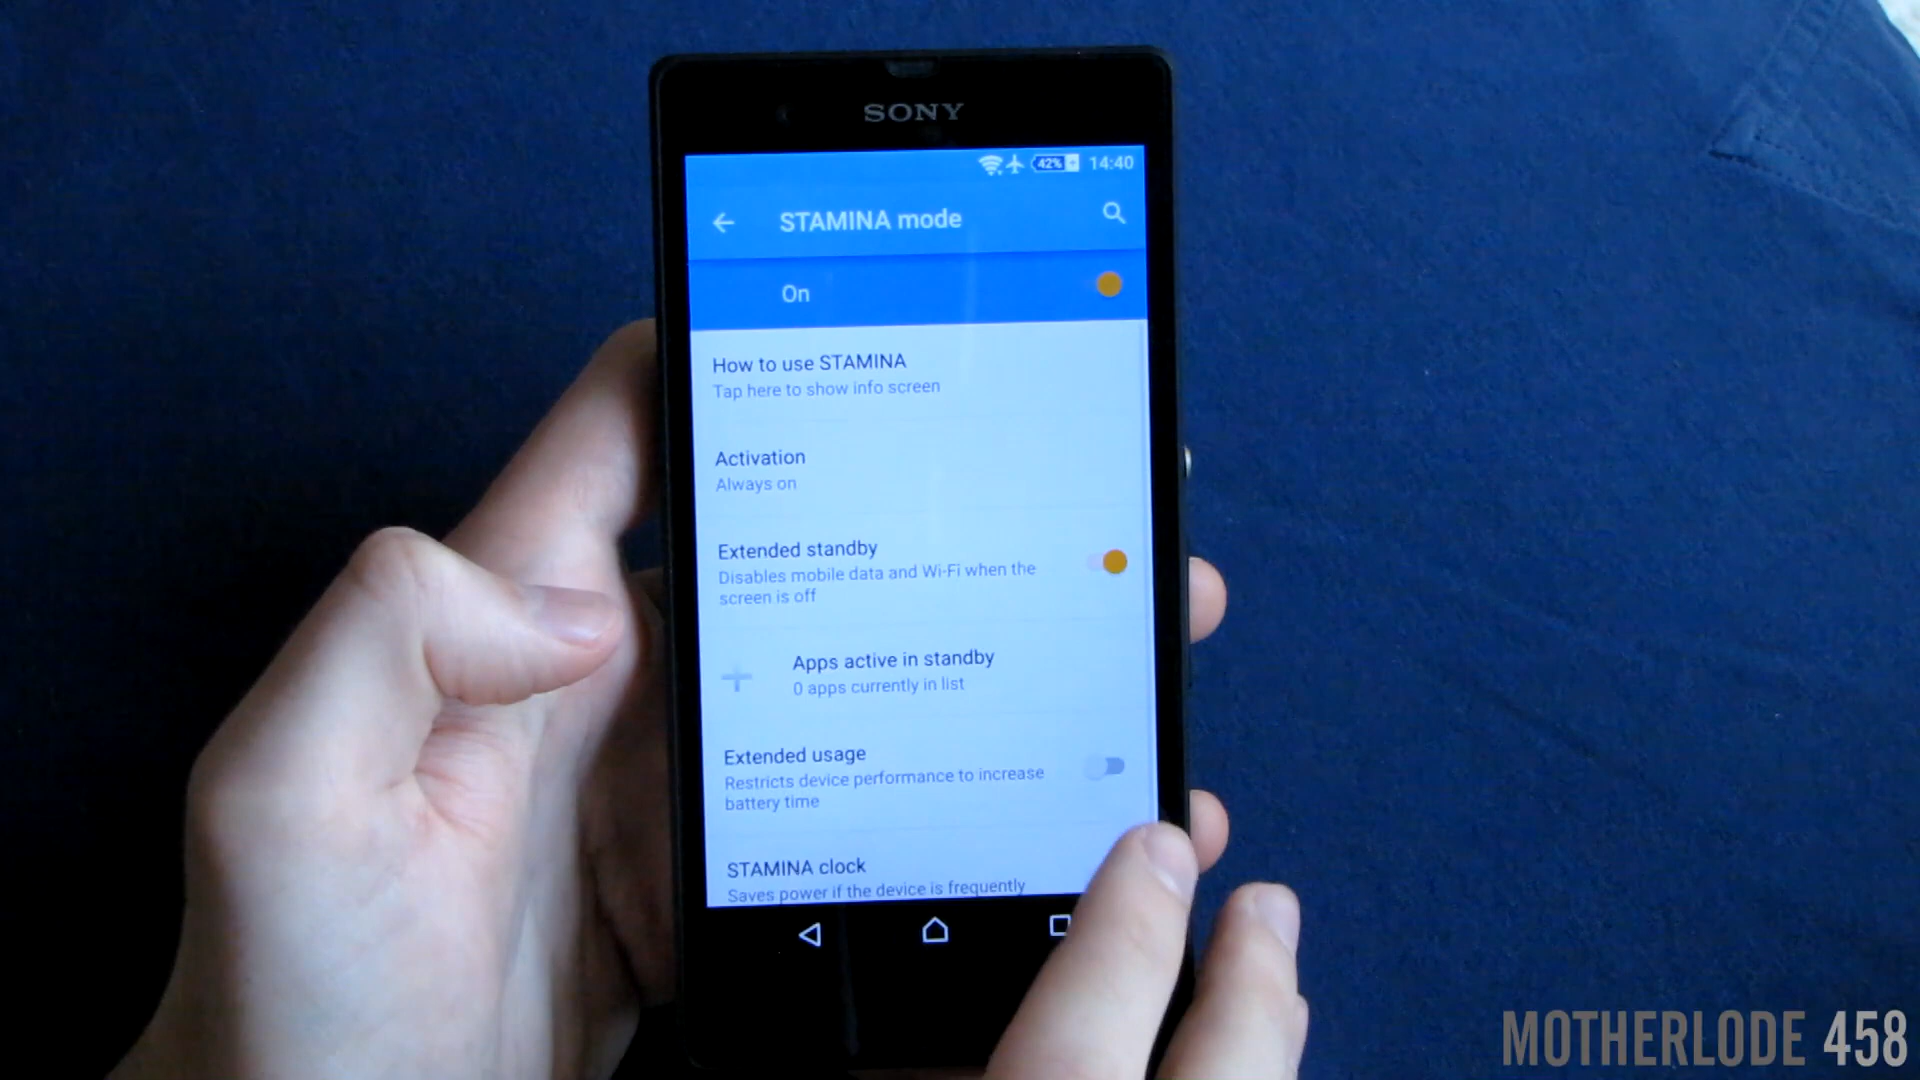 SONY
42% 14:40
STAMINA mode
On
How to use STAMINA
Tap here to show info screen
Activation
Always on
Extended standby
Disables mobile data and Wi-Fi when the
screen is off
Apps active in standby
0 apps currently in list
Extended usage
Restricts device performance to increase
battery time
STAMINA clock
Saves power if the device is frequently
MOTHERLODE 458